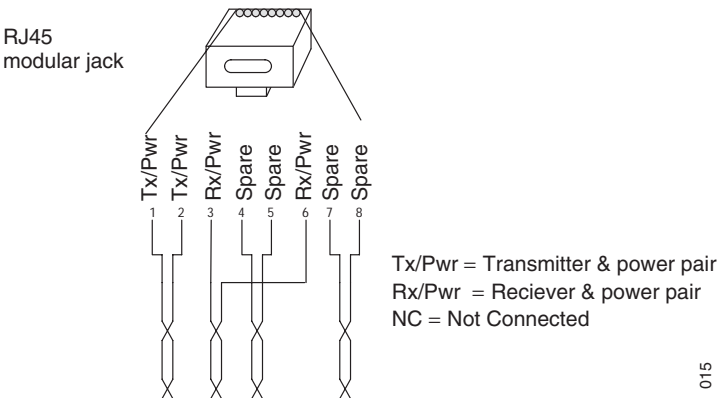 RJ45
modular jack
Tx/Pwr
Tx/Pwr
Rx/Pwr
Spare
Spare
Rx/Pwr
Spare
Spare
1 2 3 4 5 6 7 8
Tx/Pwr = Transmitter & power pair
Rx/Pwr = Reciever & power pair
NC = Not Connected
015